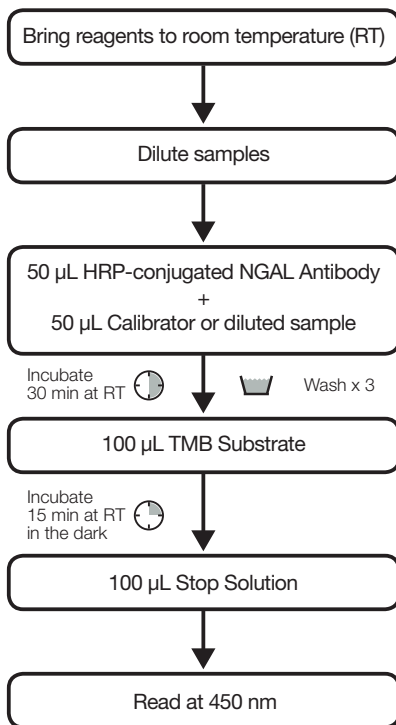 Bring reagents to room temperature (RT)
Dilute samples
50 µL HRP-conjugated NGAL Antibody
+
50 µL Calibrator or diluted sample
Incubate
30 min at RT
Wash x 3
100 µL TMB Substrate
Incubate
15 min at RT
in the dark
100 µL Stop Solution
Read at 450 nm